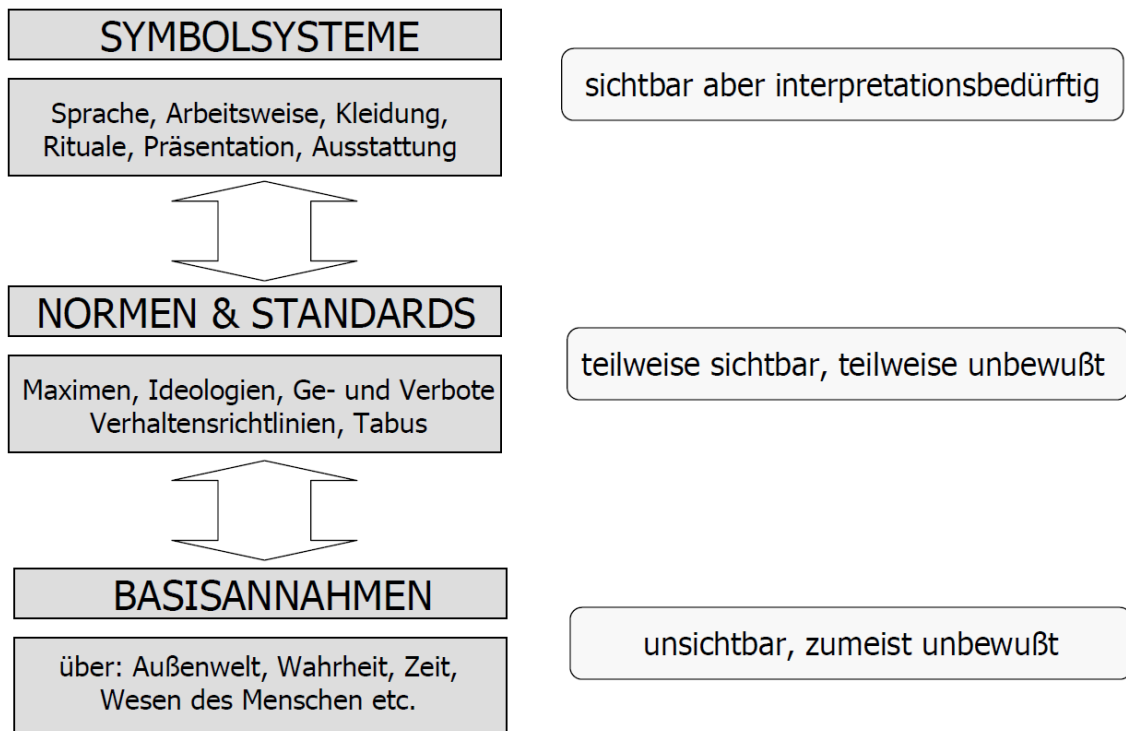 SYMBOLSYSTEME
sichtbar aber interpretationsbedürftig
Sprache, Arbeitsweise, Kleidung,
Rituale, Präsentation, Ausstattung
NORMEN & STANDARDS
teilweise sichtbar, teilweise unbewußt
Maximen, Ideologien, Ge- und Verbote
Verhaltensrichtlinien, Tabus
BASISANNAHMEN
unsichtbar, zumeist unbewußt
über: Außenwelt, Wahrheit, Zeit,
Wesen des Menschen etc.